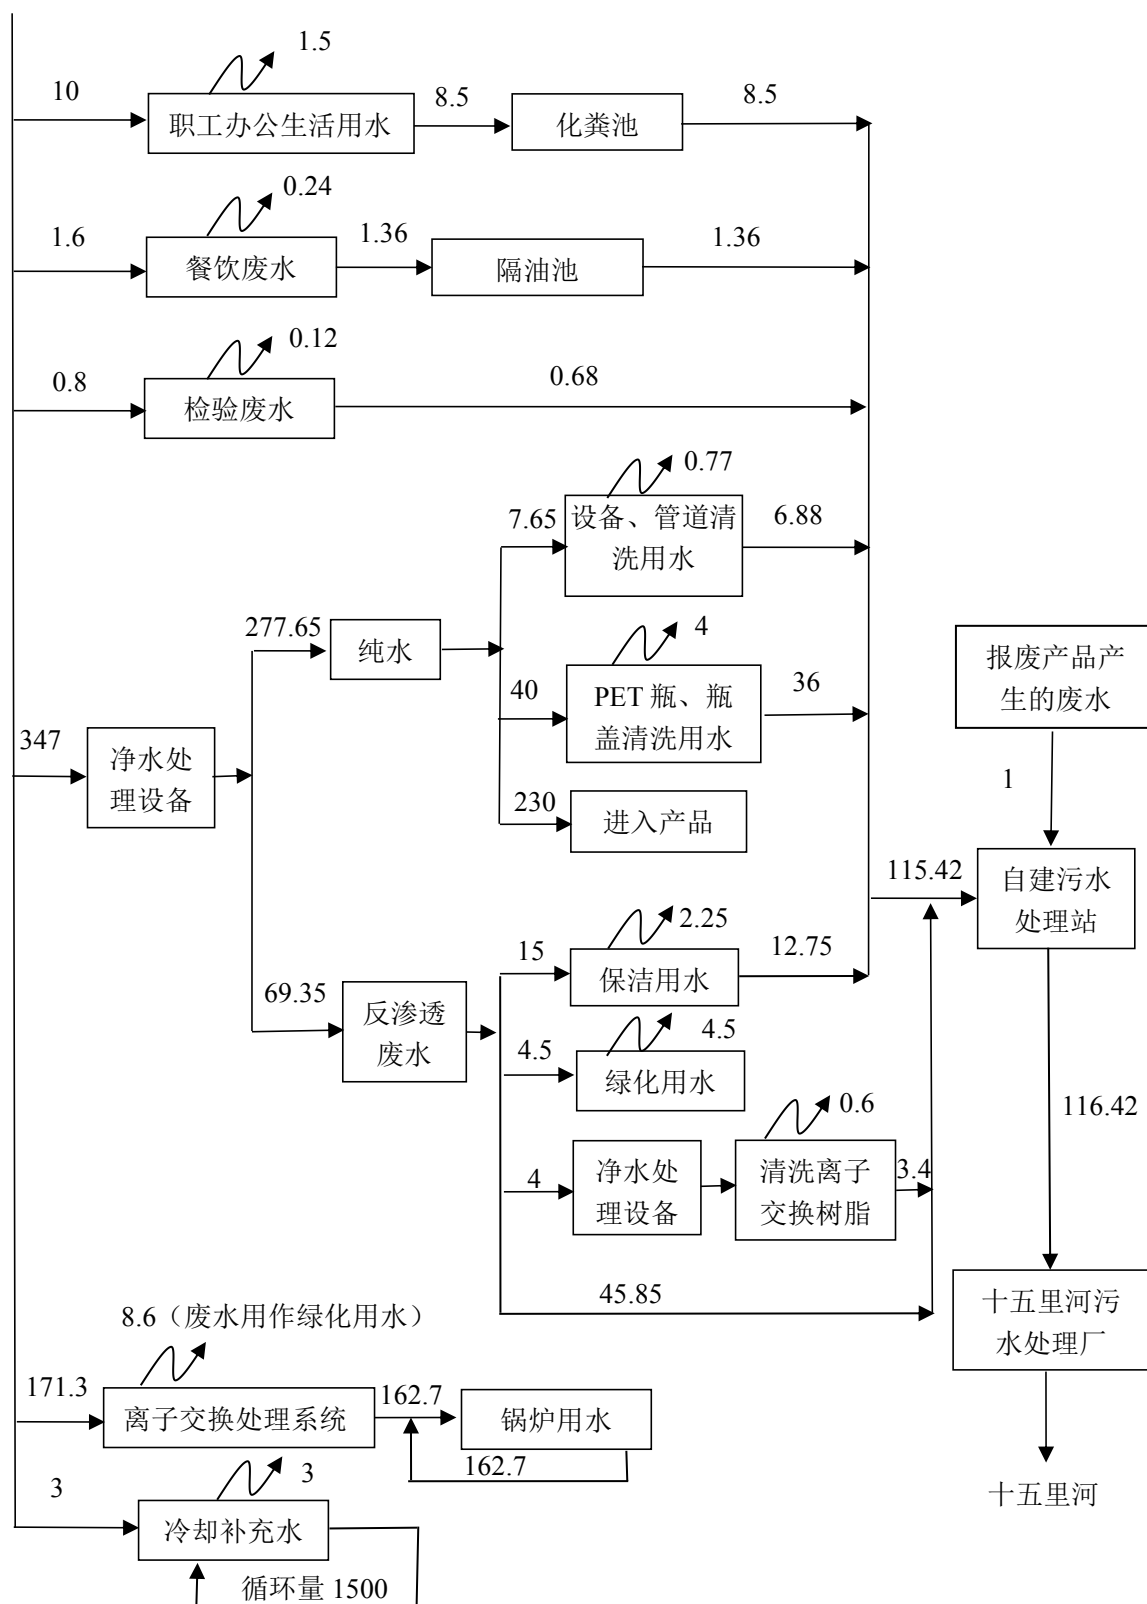 1.5
10
职工办公生活用水
8.5
化粪池
8.5
0.24
1.6
餐饮废水
1.36
隔油池
1.36
0.12
0.8
检验废水
0.68
0.77
7.65
设备、管道清
洗用水
6.88
277.65
纯水
4
40
PET 瓶、瓶
盖清洗用水
36
报废产品产
生的废水
347
净水处
理设备
230
进入产品
1
115.42
自建污水
处理站
2.25
15
保洁用水
12.75
69.35
反渗透
废水
4.5
4.5
绿化用水
116.42
0.6
4
净水处
理设备
清洗离子
交换树脂
3.4
45.85
十五里河污
水处理厂
8.6（废水用作绿化用水）
171.3
离子交换处理系统
162.7
锅炉用水
162.7
3
3
冷却补充水
十五里河
循环量 1500